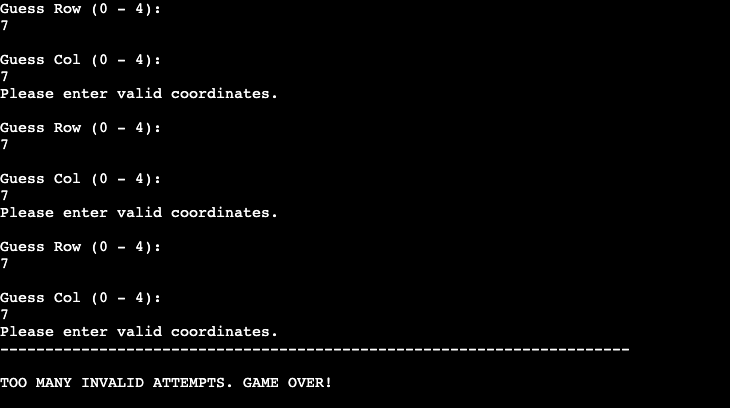 Guess Row (0 - 4):
7
Guess Col (0 - 4):
7
Please enter valid coordinates.
Guess Row (0 - 4):
7
Guess Col (0 - 4):
7
Please enter valid coordinates.
Guess Row (0 - 4):
7
Guess Col (0 - 4):
7
Please enter valid coordinates.
----------------------------------------------------------------------
TOO MANY INVALID ATTEMPTS. GAME OVER!